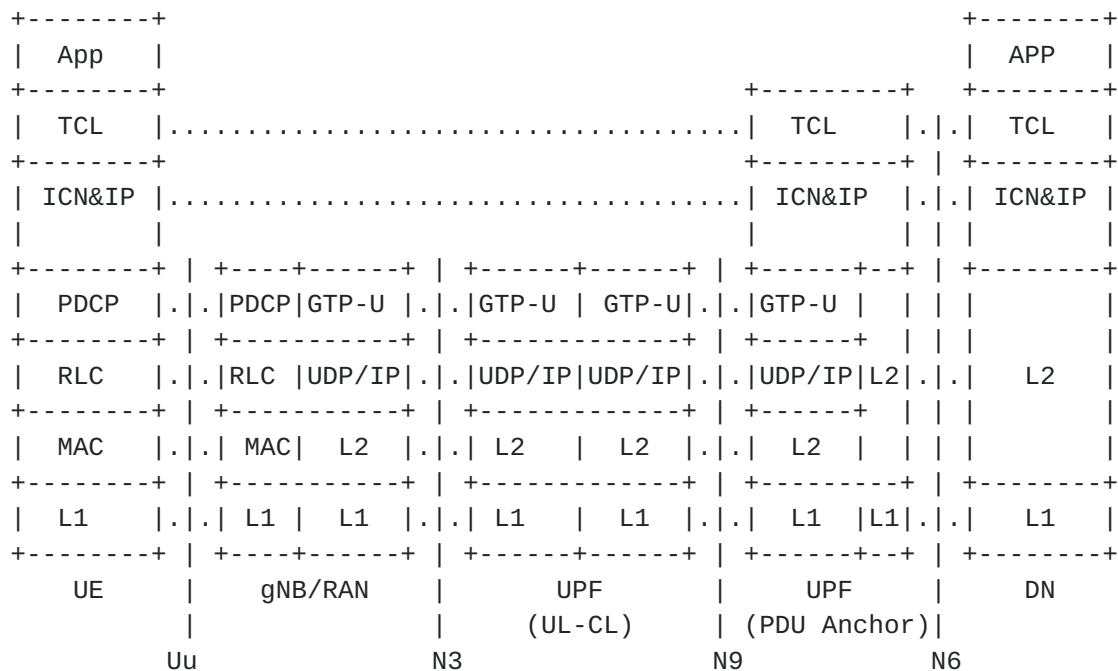 +--------+                                                   +--------+
|  App   |                                                   |  APP   |
+--------+                                     +---------+   +--------+
|  TCL   |.....................................|  TCL    |.|.|  TCL   |
+--------+                                     +---------+ | +--------+
| ICN&IP |.....................................| ICN&IP  |.|.| ICN&IP |
|        |                                     |         | | |        |
+--------+ | +----+------+ | +------+------+ | +------+--+ | +--------+
|  PDCP  |.|.|PDCP|GTP-U |.|.|GTP-U | GTP-U|.|.|GTP-U |  | | |        |
+--------+ | +-----------+ | +-------------+ | +------+  | | |        |
|  RLC   |.|.|RLC |UDP/IP|.|.|UDP/IP|UDP/IP|.|.|UDP/IP|L2|.|.|   L2   |
+--------+ | +-----------+ | +-------------+ | +------+  | | |        |
|  MAC   |.|.| MAC|  L2  |.|.| L2   |  L2  |.|.|  L2  |  | | |        |
+--------+ | +-----------+ | +-------------+ | +---------+ | +--------+
|  L1    |.|.| L1 |  L1  |.|.| L1   |  L1  |.|.|  L1  |L1|.|.|   L1   |
+--------+ | +----+------+ | +------+------+ | +------+--+ | +--------+
    UE     |    gNB/RAN    |       UPF       |      UPF    |     DN
           |               |     (UL-CL)     | (PDU Anchor)|
          Uu               N3                N9            N6